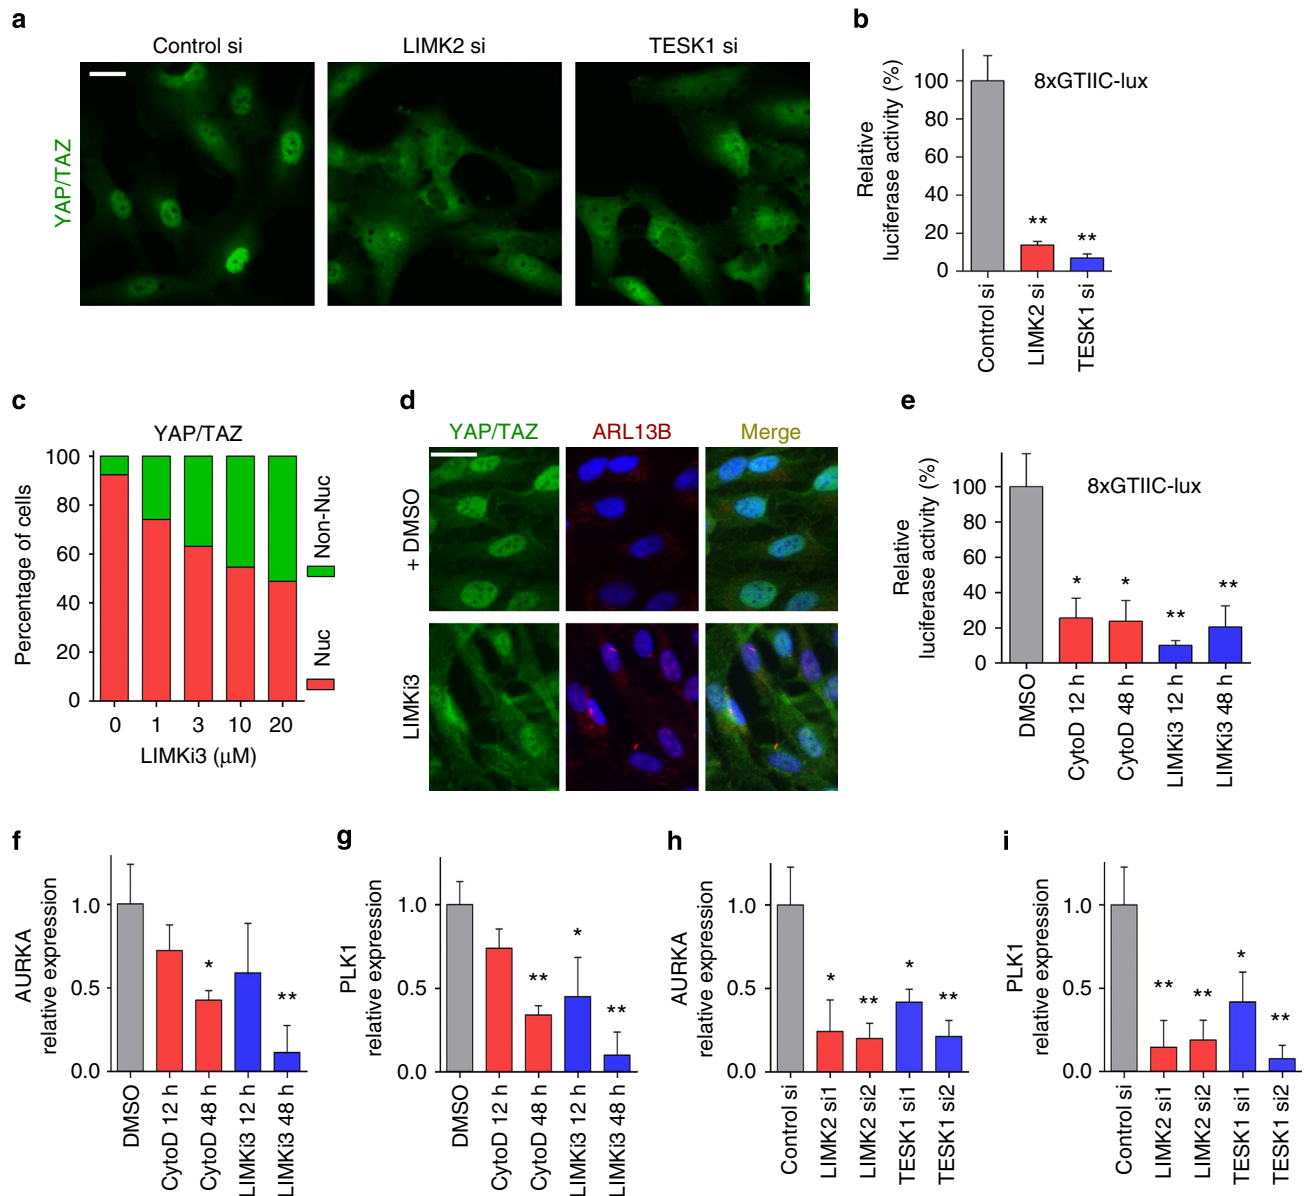 a
Control si
LIMK2 si
TESK1 si
YAP/TAZ
b
Relative
luciferase activity (%)
8xGTIIC-lux
100
80
60
40
20
0
**
**
Control si
LIMK2 si
TESK1 si
c
YAP/TAZ
Percentage of cells
100
80
60
40
20
0
Non-Nuc
Nuc
0 1 3 10 20
LIMKi3 (μM)
d
YAP/TAZ
ARL13B
Merge
+ DMSO
LIMKi3
e
Relative
luciferase activity (%)
8xGTIIC-lux
100
80
60
40
20
0
*
*
**
**
DMSO
CytoD 12 h
CytoD 48 h
LIMKi3 12 h
LIMKi3 48 h
f
AURKA
relative expression
1.0
0.5
0.0
*
**
DMSO
CytoD 12 h
CytoD 48 h
LIMKi3 12 h
LIMKi3 48 h
g
PLK1
relative expression
1.0
0.5
0.0
**
*
**
DMSO
CytoD 12 h
CytoD 48 h
LIMKi3 12 h
LIMKi3 48 h
h
AURKA
relative expression
1.0
0.5
0.0
*
**
*
**
Control si
LIMK2 si1
LIMK2 si2
TESK1 si1
TESK1 si2
i
PLK1
relative expression
1.0
0.5
0.0
**
**
*
**
Control si
LIMK2 si1
LIMK2 si2
TESK1 si1
TESK1 si2